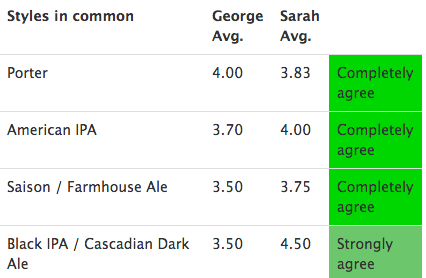 Styles in common George Sarah
Avg. Avg.
Porter 4.00 3.83 Completely
agree
American IPA 3.70 4.00 Completely
agree
Saison / Farmhouse Ale 3.50 3.75 Completely
agree
Black IPA / Cascadian Dark 3.50 4.50 Strongly
Ale agree